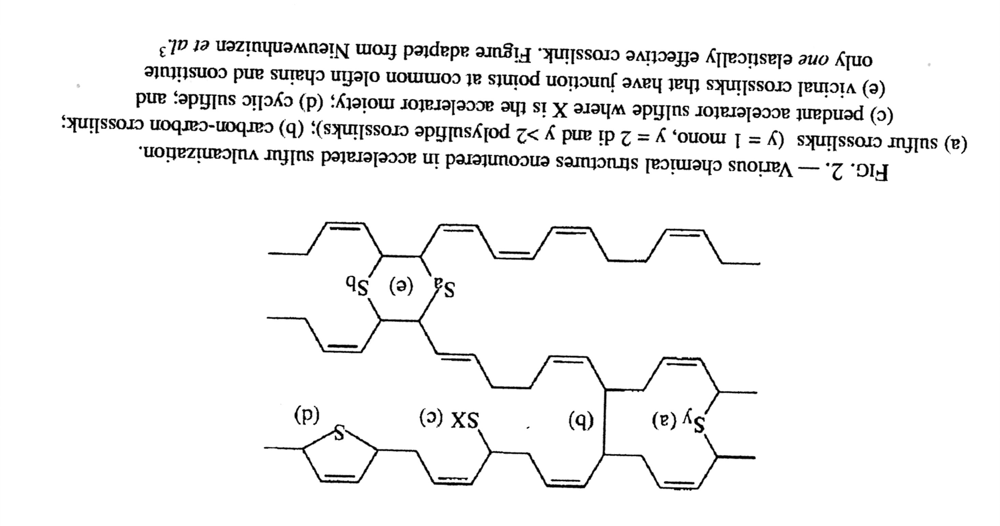 Sy (a)
(b)
SX (c)
S
(d)
Sa
(e)
Sb
FIG. 2. — Various chemical structures encountered in accelerated sulfur vulcanization.
(a) sulfur crosslinks (y = 1 mono, y = 2 di and y >2 polysulfide crosslinks); (b) carbon-carbon crosslink;
(c) pendant accelerator sulfide where X is the accelerator moiety; (d) cyclic sulfide; and
(e) vicinal crosslinks that have junction points at common olefin chains and constitute
only one elastically effective crosslink. Figure adapted from Nieuwenhuizen et al.³